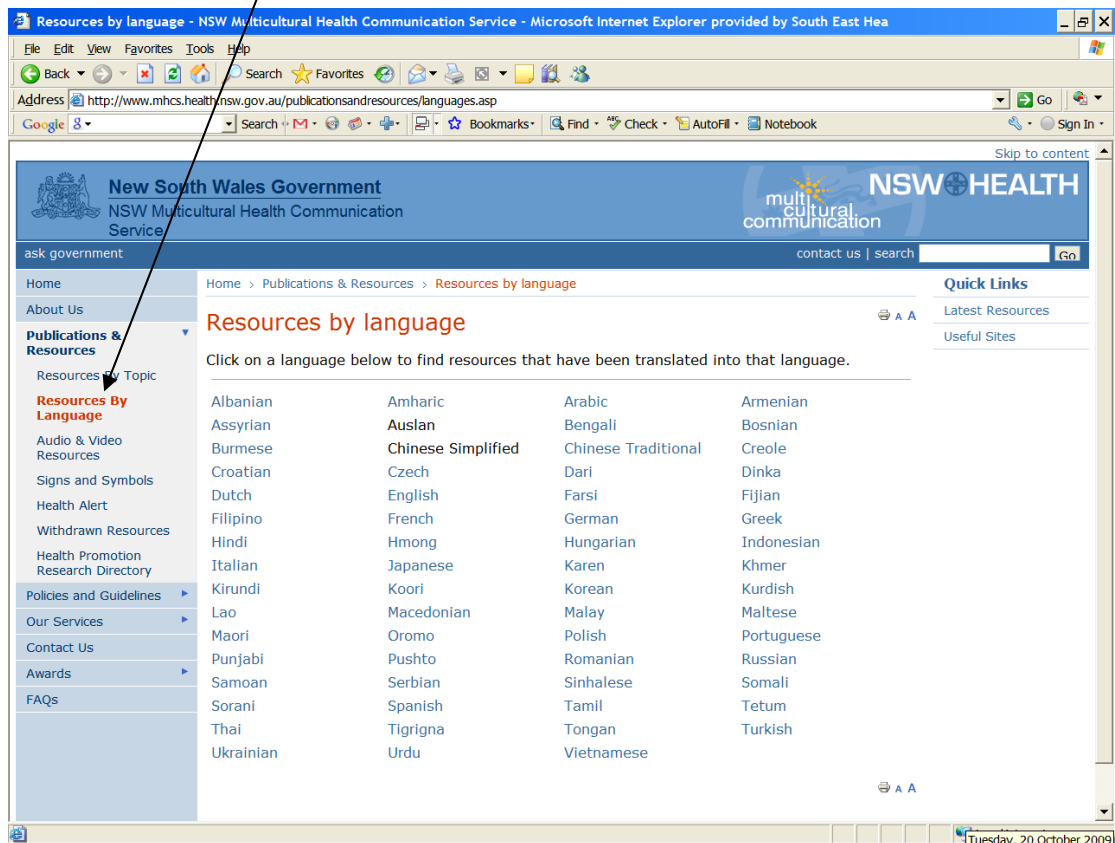 Resources by language - NSW Multicultural Health Communication Service - Microsoft Internet Explorer provided by South East Hea
File Edit View Favorites Tools Help
Back Search Favorites
Address http://www.mhcs.health.nsw.gov.au/publicationsandresources/languages.asp Go
Google Search Bookmarks Find Check AutoFill Notebook Sign In
Skip to content
New South Wales Government
NSW Multicultural Health Communication
Service
multi
cultural
communication
NSW HEALTH
ask government contact us | search Go
Home
About Us
Publications &
Resources
Resources By Topic
Resources By
Language
Audio & Video
Resources
Signs and Symbols
Health Alert
Withdrawn Resources
Health Promotion
Research Directory
Policies and Guidelines
Our Services
Contact Us
Awards
FAQs
Home > Publications & Resources > Resources by language
Resources by language
A A
Click on a language below to find resources that have been translated into that language.
Albanian Amharic Arabic Armenian
Assyrian Auslan Bengali Bosnian
Burmese Chinese Simplified Chinese Traditional Creole
Croatian Czech Dari Dinka
Dutch English Farsi Fijian
Filipino French German Greek
Hindi Hmong Hungarian Indonesian
Italian Japanese Karen Khmer
Kirundi Koori Korean Kurdish
Lao Macedonian Malay Maltese
Maori Oromo Polish Portuguese
Punjabi Pushto Romanian Russian
Samoan Serbian Sinhalese Somali
Sorani Spanish Tamil Tetum
Thai Tigrigna Tongan Turkish
Ukrainian Urdu Vietnamese
A A
Quick Links
Latest Resources
Useful Sites
Tuesday, 20 October 2009